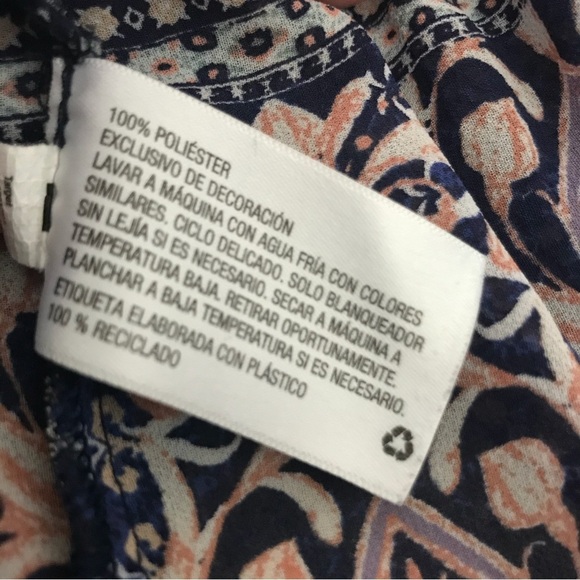 100% POLIÉSTER
EXCLUSIVO DE DECORACIÓN
LAVAR A MÁQUINA CON AGUA FRÍA CON COLORES
SIMILARES. CICLO DELICADO. SOLO BLANQUEADOR
SIN LEJÍA SI ES NECESARIO. SECAR A MÁQUINA A
TEMPERATURA BAJA. RETIRAR OPORTUNAMENTE.
PLANCHAR A BAJA TEMPERATURA SI ES NECESARIO.
ETIQUETA ELABORADA CON PLÁSTICO
100 % RECICLADO